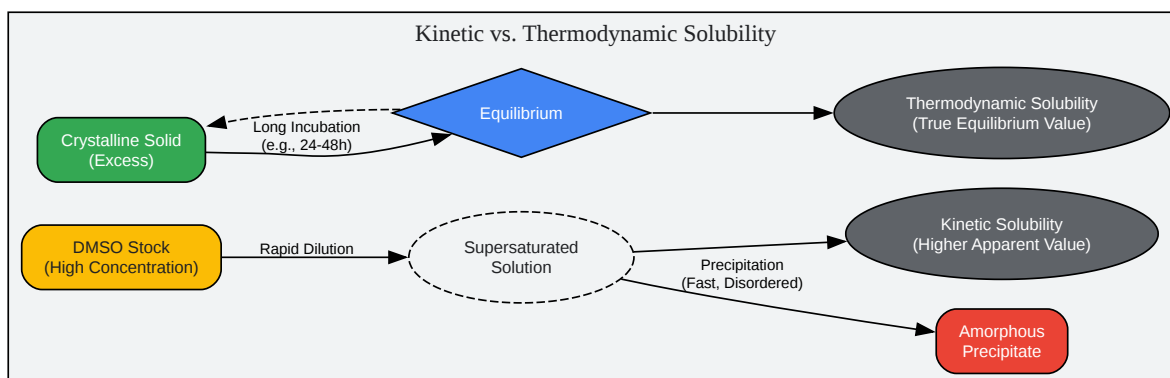 Kinetic vs. Thermodynamic Solubility
Crystalline Solid
(Excess)
Long Incubation
(e.g., 24-48h)
Equilibrium
Thermodynamic Solubility
(True Equilibrium Value)
DMSO Stock
(High Concentration)
Rapid Dilution
Supersaturated
Solution
Kinetic Solubility
(Higher Apparent Value)
Precipitation
(Fast, Disordered)
Amorphous
Precipitate